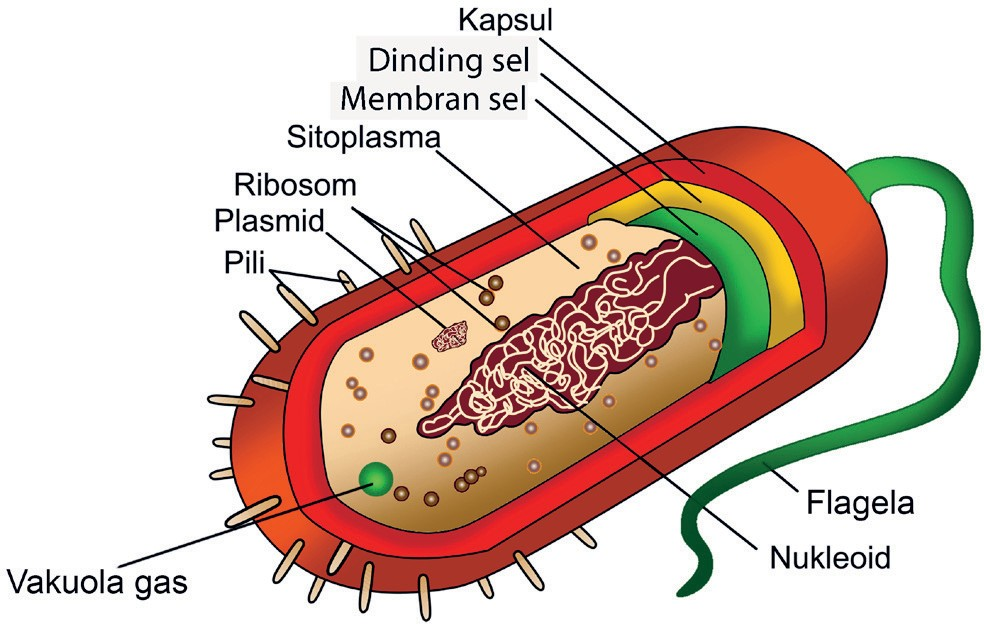 Kapsul
Dinding sel
Membran sel
Sitoplasma
Ribosom
Plasmid
Pili
Flagela
Nukleoid
Vakuola gas